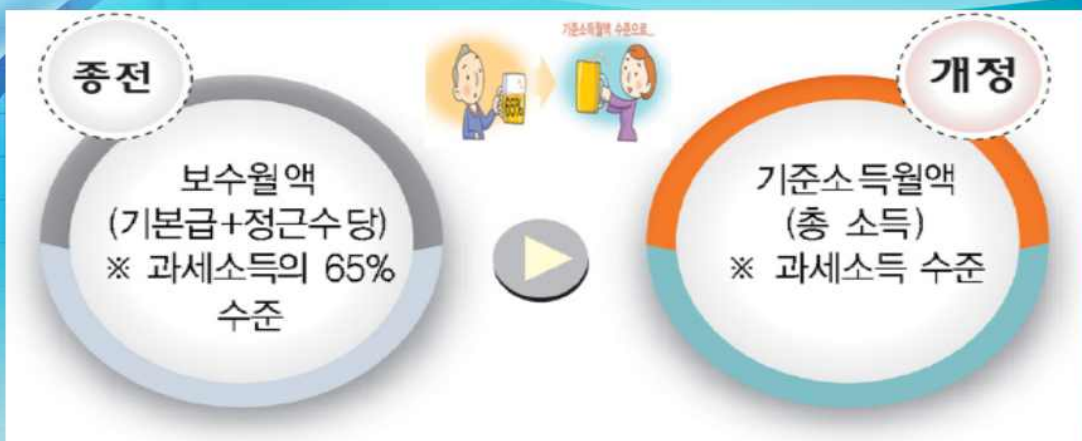 종전
보수월액
(기본급+정근수당)
※ 과세소득의 65%
수준
기준소득월액 수준으로...
65%
개정
기준소득월액
(총 소득)
※ 과세소득 수준